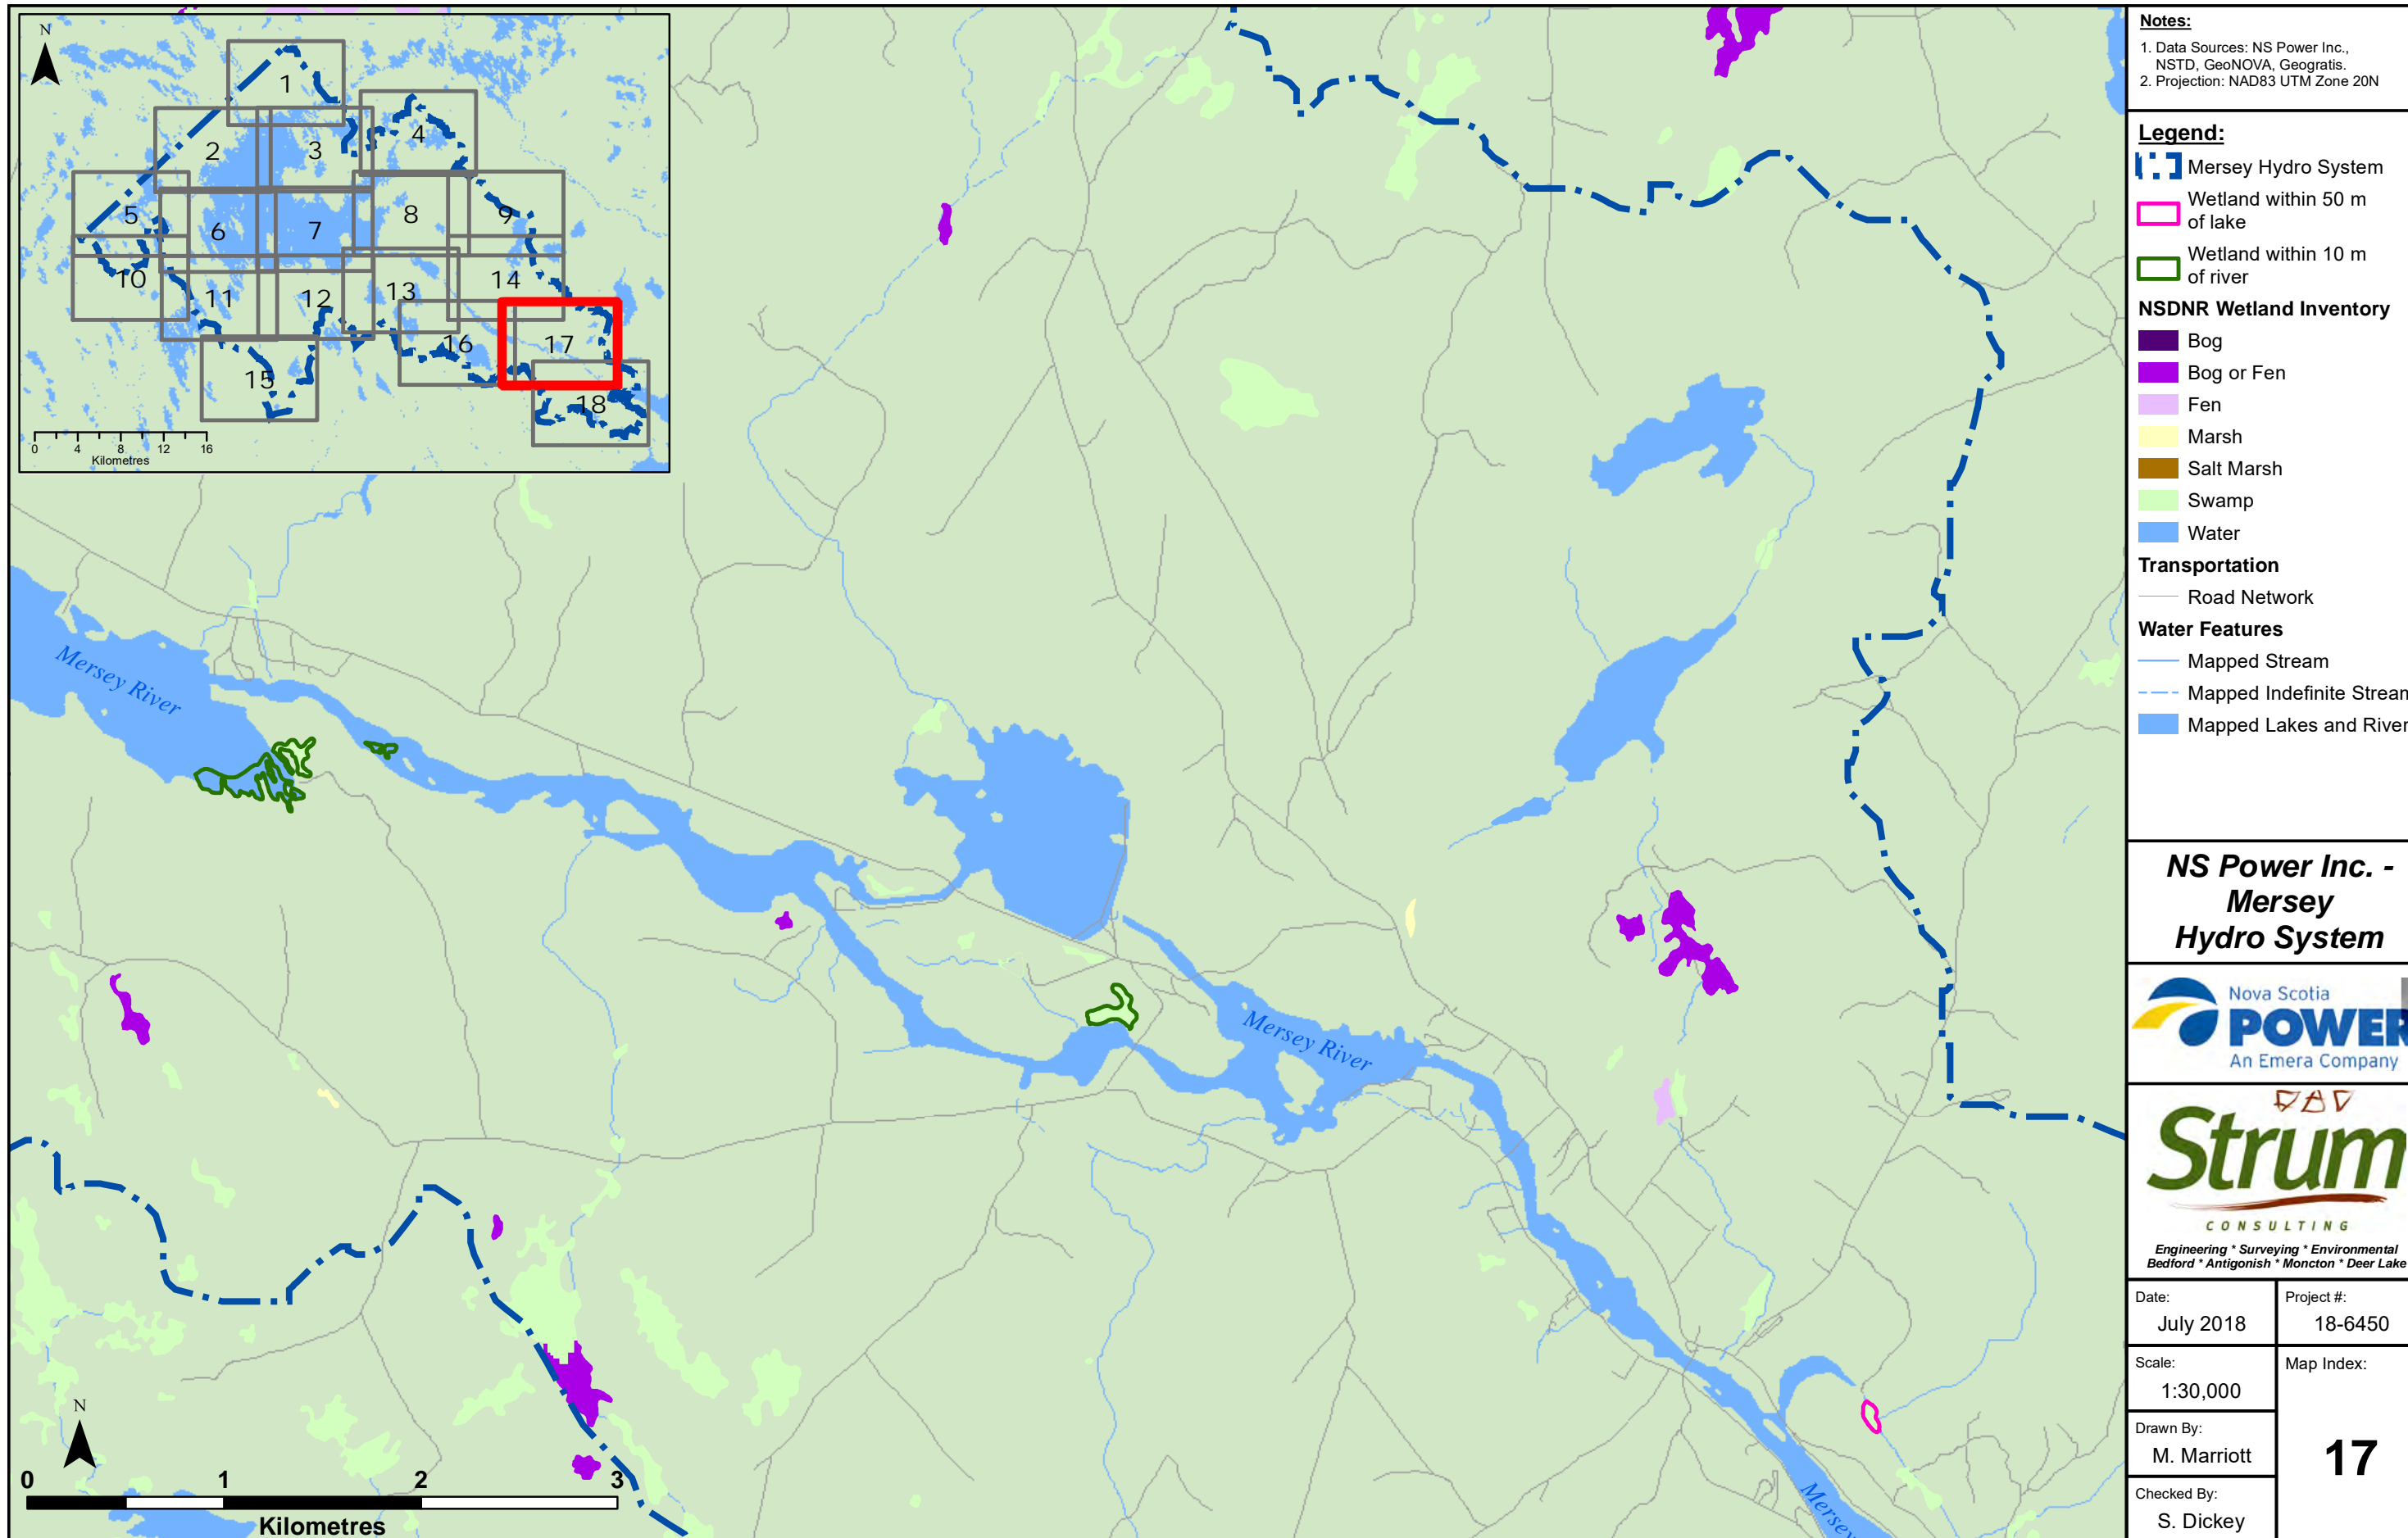 N
1
2
3
4
5
6
7
8
9
10
11
12
13
14
15
16
17
18
0 4 8 12 16
Kilometres
Mersey River
Mersey River
Mersey
N
0 1 2 3
Kilometres
Notes:
1. Data Sources: NS Power Inc.,
NSTD, GeoNOVA, Geogratis.
2. Projection: NAD83 UTM Zone 20N
Legend:
Mersey Hydro System
Wetland within 50 m
of lake
Wetland within 10 m
of river
NSDNR Wetland Inventory
Bog
Bog or Fen
Fen
Marsh
Salt Marsh
Swamp
Water
Transportation
Road Network
Water Features
Mapped Stream
Mapped Indefinite Stream
Mapped Lakes and River
NS Power Inc. -
Mersey
Hydro System
Nova Scotia
POWER
An Emera Company
Strum
CONSULTING
Engineering * Surveying * Environmental
Bedford * Antigonish * Moncton * Deer Lake
Date:
July 2018
Project #:
18-6450
Scale:
1:30,000
Map Index:
17
Drawn By:
M. Marriott
Checked By:
S. Dickey